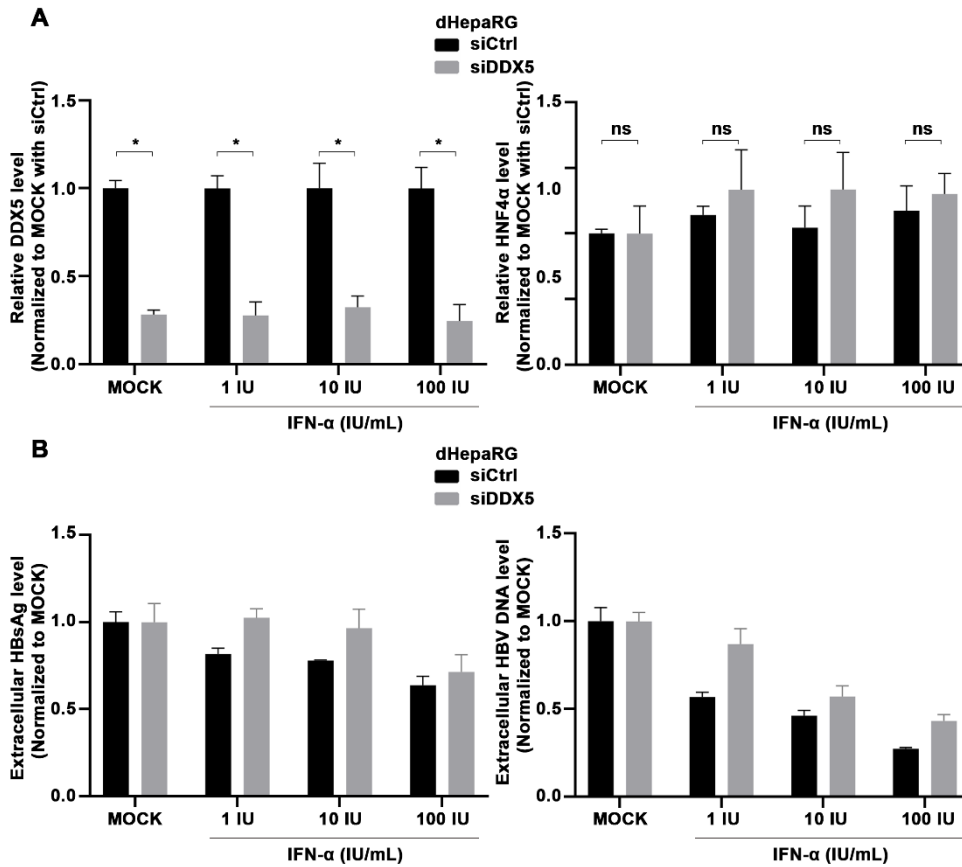 A
dHepaRG
siCtrl
siDDX5
Relative DDX5 level
(Normalized to MOCK with siCtrl)
1.5
1.0
0.5
0.0
* * * *
MOCK 1 IU 10 IU 100 IU
IFN-α (IU/mL)
Relative HNF4α level
(Normalized to MOCK with siCtrl)
1.5
1.0
0.5
0.0
ns ns ns ns
MOCK 1 IU 10 IU 100 IU
IFN-α (IU/mL)
B
dHepaRG
siCtrl
siDDX5
Extracellular HBsAg level
(Normalized to MOCK)
1.5
1.0
0.5
0.0
MOCK 1 IU 10 IU 100 IU
IFN-α (IU/mL)
Extracellular HBV DNA level
(Normalized to MOCK)
1.5
1.0
0.5
0.0
MOCK 1 IU 10 IU 100 IU
IFN-α (IU/mL)